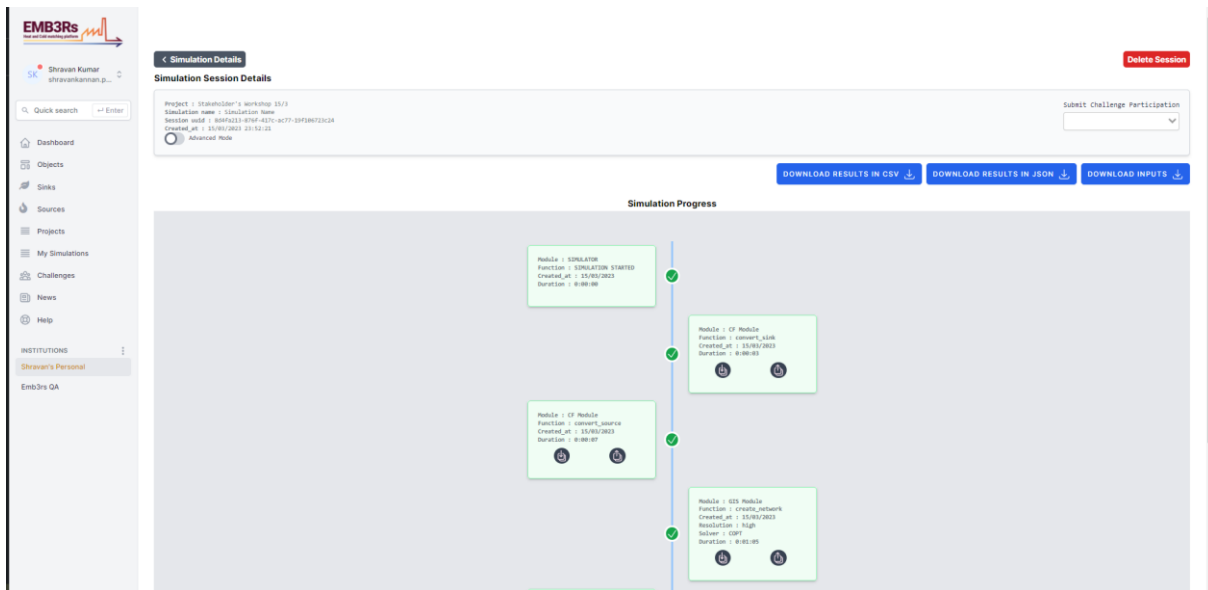 EMB3Rs
Heat and Cold matching platform
SK
Shravan Kumar
shravankannan.p...
Quick search
↵ Enter
Dashboard
Objects
Sinks
Sources
Projects
My Simulations
Challenges
News
Help
INSTITUTIONS
Shravan's Personal
Emb3rs QA
< Simulation Details
Delete Session
Simulation Session Details
Project : Stakeholder's Workshop 15/3
Simulation name : Simulation Name
Session uuid :
Created_at : 15/03/2023 23:52:21
Advanced Mode
Submit Challenge Participation
DOWNLOAD RESULTS IN CSV
DOWNLOAD RESULTS IN JSON
DOWNLOAD INPUTS
Simulation Progress
Module : SIMULATOR
Function : SIMULATION STARTED
Created_at : 15/03/2023
Duration : 0:00:00
Module : CF Module
Function : convert_sink
Created_at : 15/03/2023
Duration : 0:00:03
Module : CF Module
Function : convert_source
Created_at : 15/03/2023
Duration : 0:00:07
Module : GIS Module
Function : create_network
Created_at : 15/03/2023
Resolution : high
Solver : COPT
Duration : 0:01:05